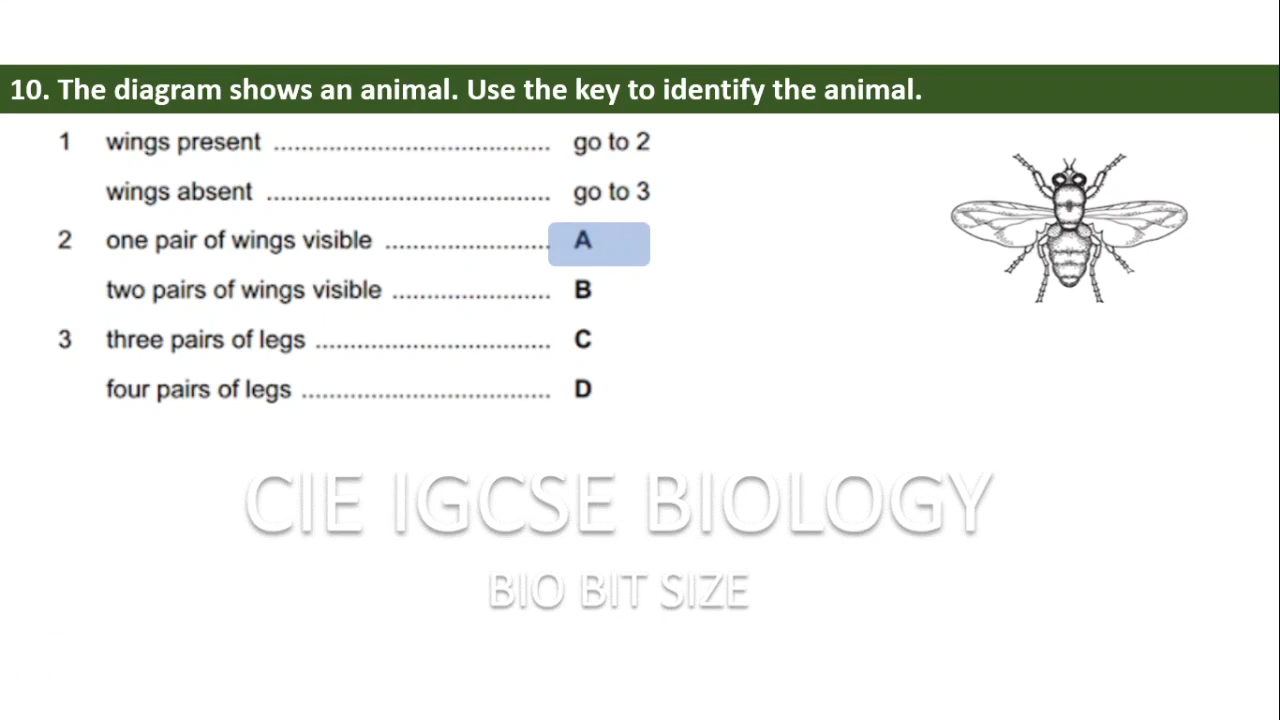 10. The diagram shows an animal. Use the key to identify the animal.
1 wings present ........................................ go to 2
wings absent ......................................... go to 3
2 one pair of wings visible ........................ A
two pairs of wings visible ....................... B
3 three pairs of legs .................................. C
four pairs of legs .................................... D
CIE IGCSE BIOLOGY
BIO BIT SIZE